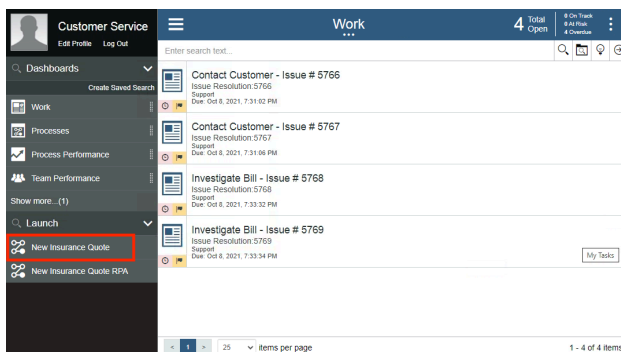 Customer Service
Edit Profile Log Out
Dashboards
Create Saved Search
Work
Processes
Process Performance
Team Performance
Show more...(1)
Launch
New Insurance Quote
New Insurance Quote RPA
Work
4 Total Open
0 On Track
0 At Risk
4 Overdue
Enter search text...
Contact Customer - Issue # 5766
Issue Resolution:5766
Support
Due: Oct 8, 2021, 7:31:02 PM
Contact Customer - Issue # 5767
Issue Resolution:5767
Support
Due: Oct 8, 2021, 7:31:06 PM
Investigate Bill - Issue # 5768
Issue Resolution:5768
Support
Due: Oct 8, 2021, 7:33:32 PM
Investigate Bill - Issue # 5769
Issue Resolution:5769
Support
Due: Oct 8, 2021, 7:33:34 PM
My Tasks
< 1 > 25 items per page
1 - 4 of 4 items